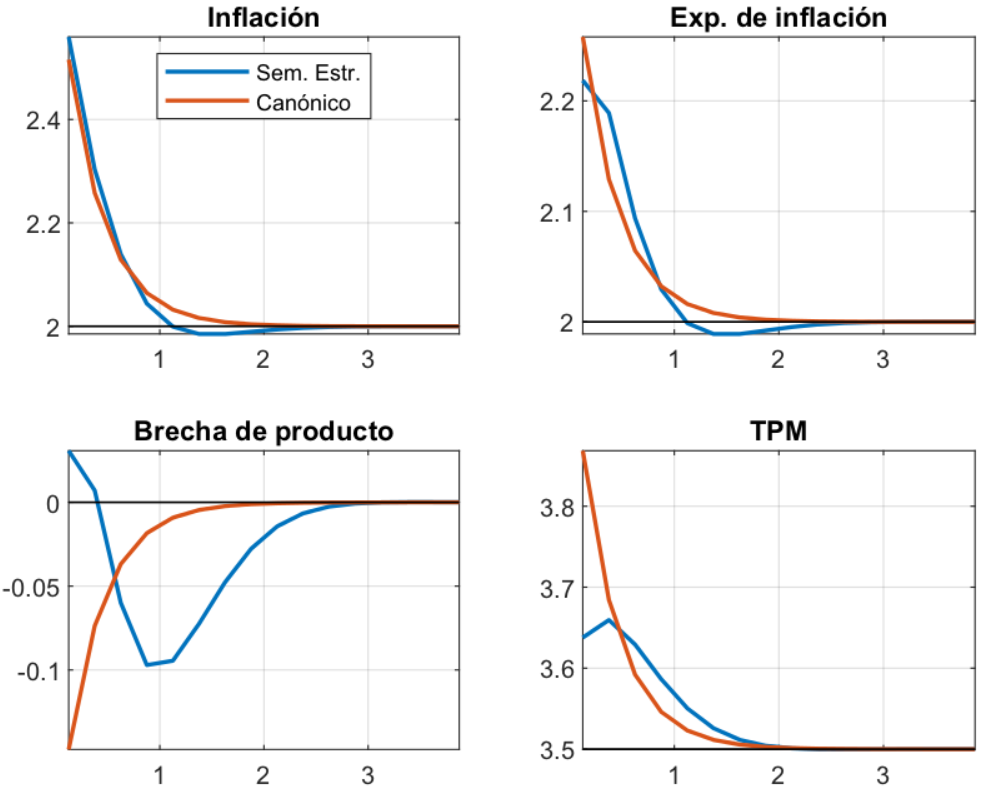 Inflación
Sem. Estr.
Canónico
2.4
2.2
2
1 2 3
Exp. de inflación
2.2
2.1
2
1 2 3
Brecha de producto
0
-0.05
-0.1
1 2 3
TPM
3.8
3.7
3.6
3.5
1 2 3